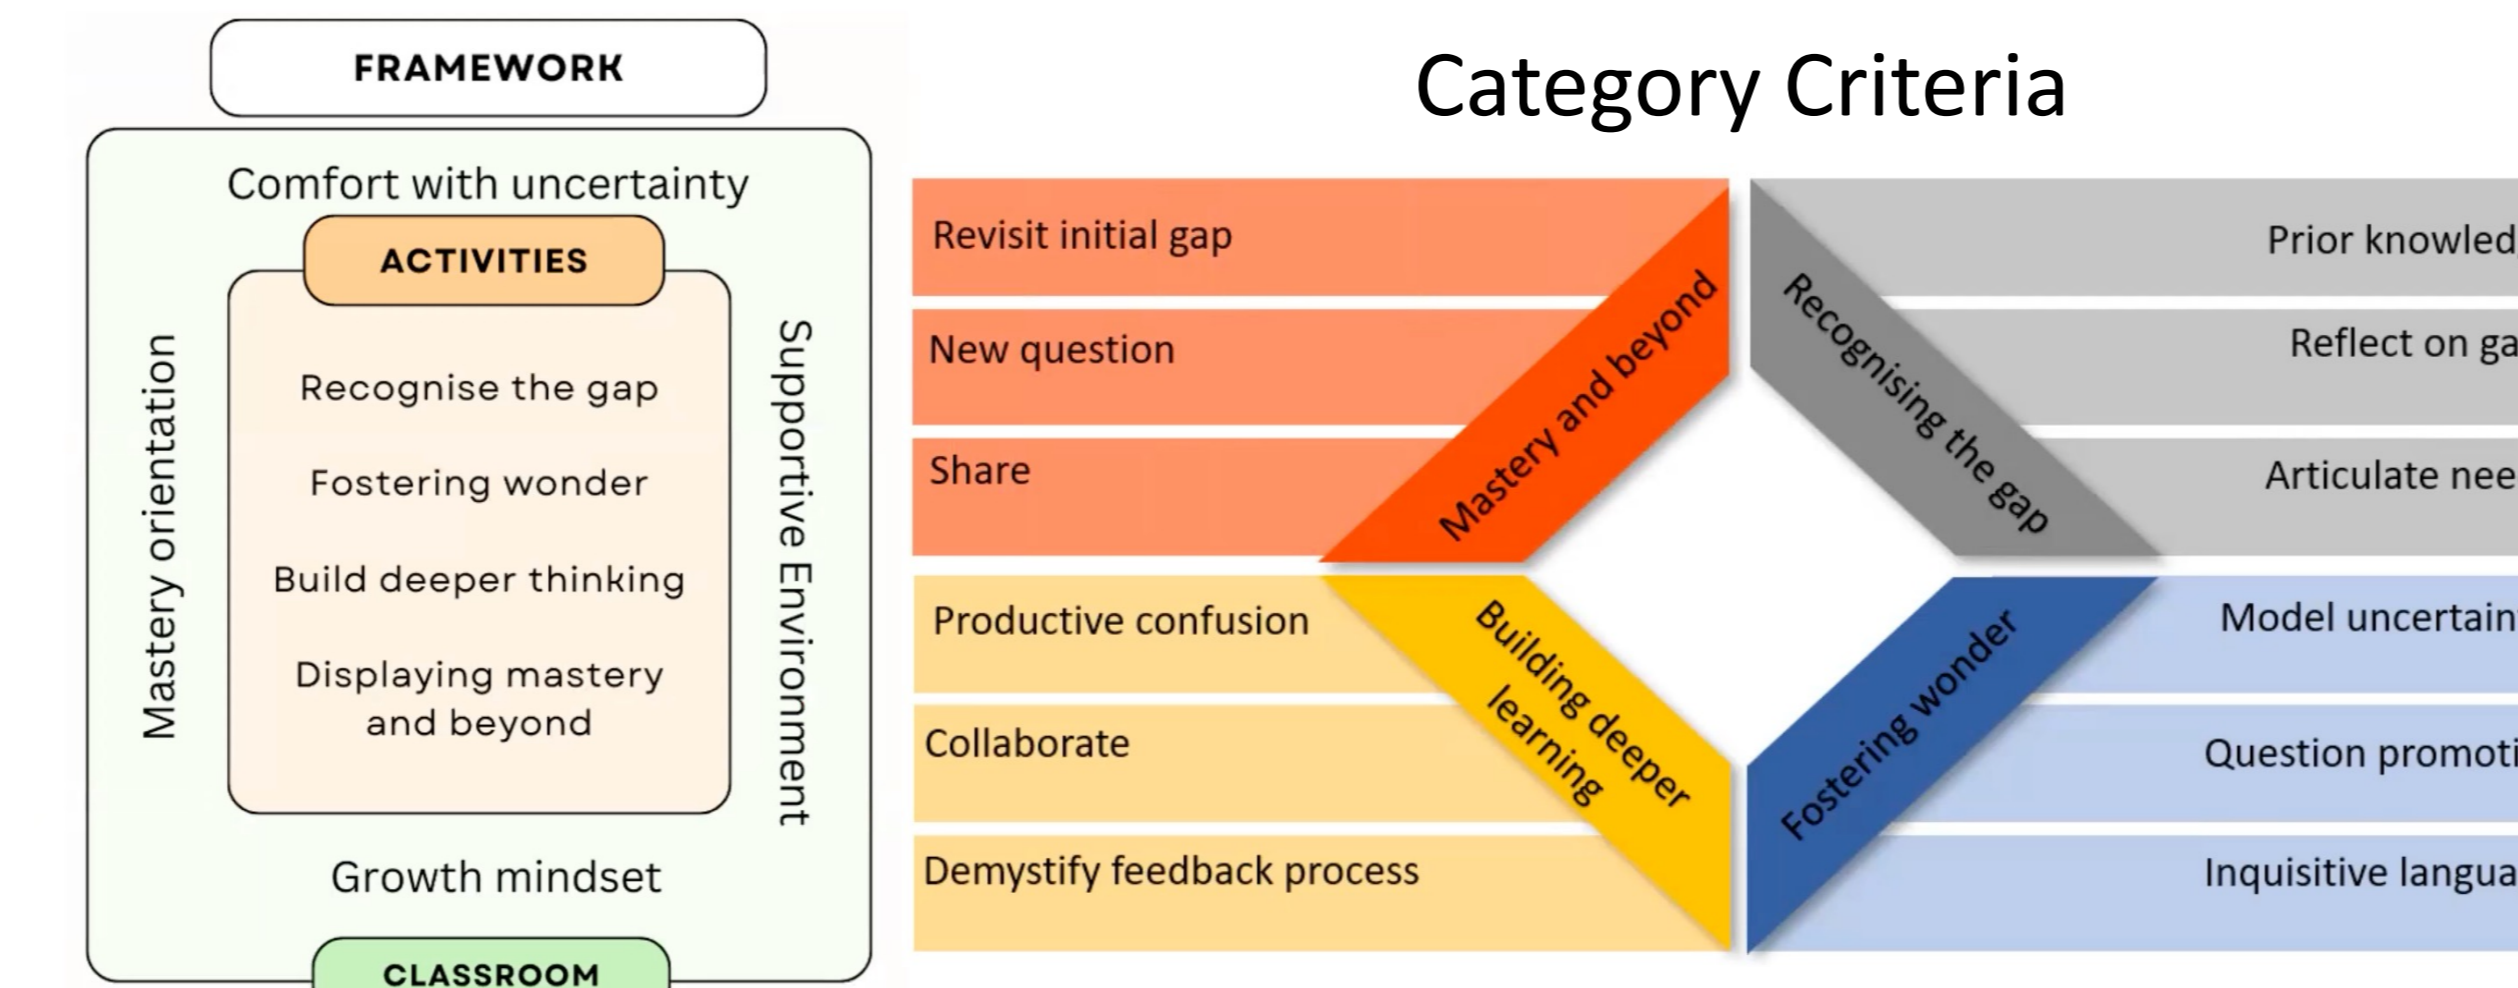 FRAMEWORK
Comfort with uncertainty
ACTIVITIES
Mastery orientation
Recognise the gap
Fostering wonder
Build deeper thinking
Displaying mastery
and beyond
Supportive Environment
Growth mindset
CLASSROOM
Category Criteria
Revisit initial gap
New question
Share
Mastery and beyond
Recognising the gap
Prior knowled
Reflect on ga
Articulate nee
Productive confusion
Collaborate
Demystify feedback process
Building deeper
learning
Fostering wonder
Model uncertain
Question promoti
Inquisitive langua